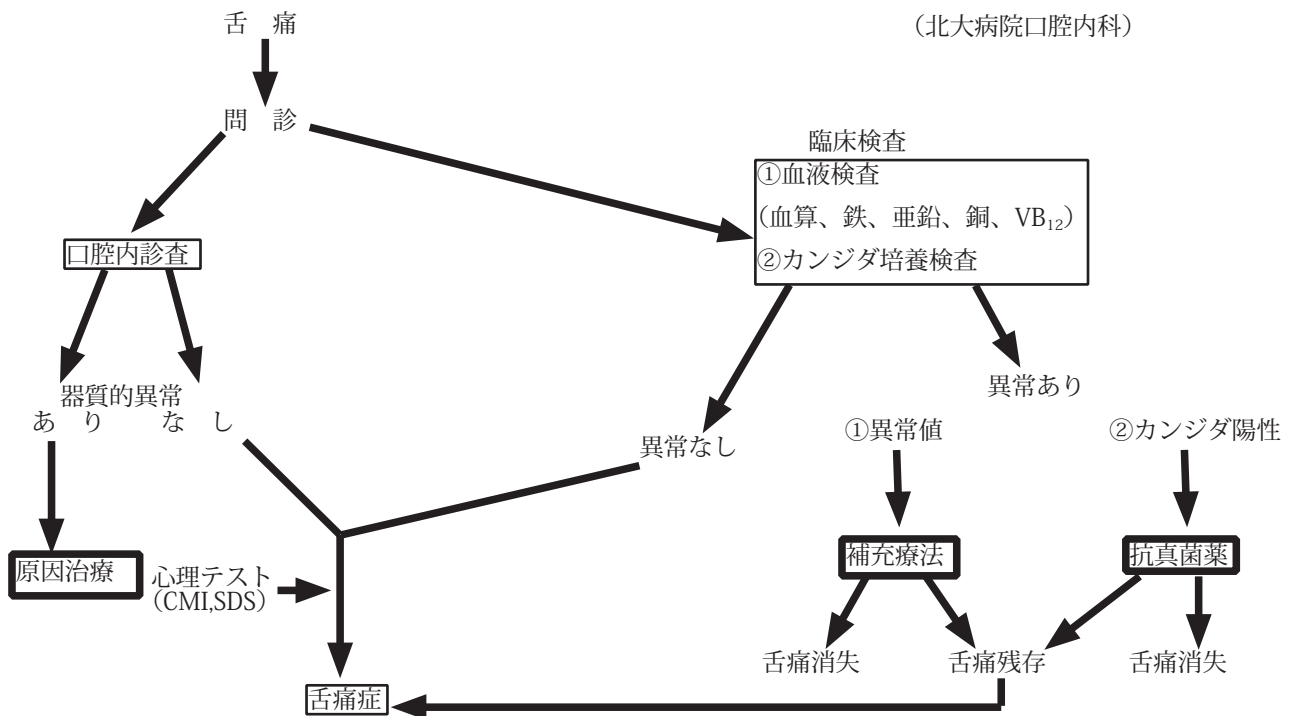 舌　痛
（北大病院口腔内科）
問　診
臨床検査
①血液検査
（血算、鉄、亜鉛、銅、VB₁₂）
②カンジダ培養検査
口腔内診査
器質的異常
あ　り　な　し
異常なし
異常あり
①異常値
②カンジダ陽性
原因治療
心理テスト
（CMI,SDS）
補充療法
抗真菌薬
舌痛消失
舌痛残存
舌痛消失
舌痛症